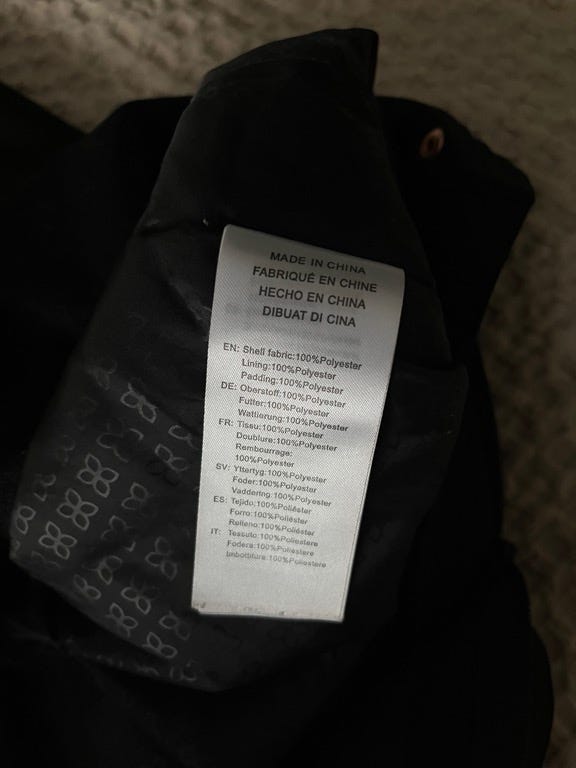 MADE IN CHINA
FABRIQUÉ EN CHINE
HECHO EN CHINA
DIBUAT DI CINA
EN: Shell fabric:100%Polyester
Lining:100%Polyester
Padding:100%Polyester
DE: Oberstoff:100%Polyester
Futter:100%Polyester
Wattierung:100%Polyester
FR: Tissu:100%Polyester
Doublure:100%Polyester
Rembourrage:
100%Polyester
SV: Yttertyg:100%Polyester
Foder:100%Polyester
Vaddering:100%Polyester
ES: Tejido:100%Poliéster
Forro:100%Poliéster
Relleno:100%Poliéster
IT: Tessuto:100%Poliestere
Fodera:100%Poliestere
Imbottiture:100%Poliestere